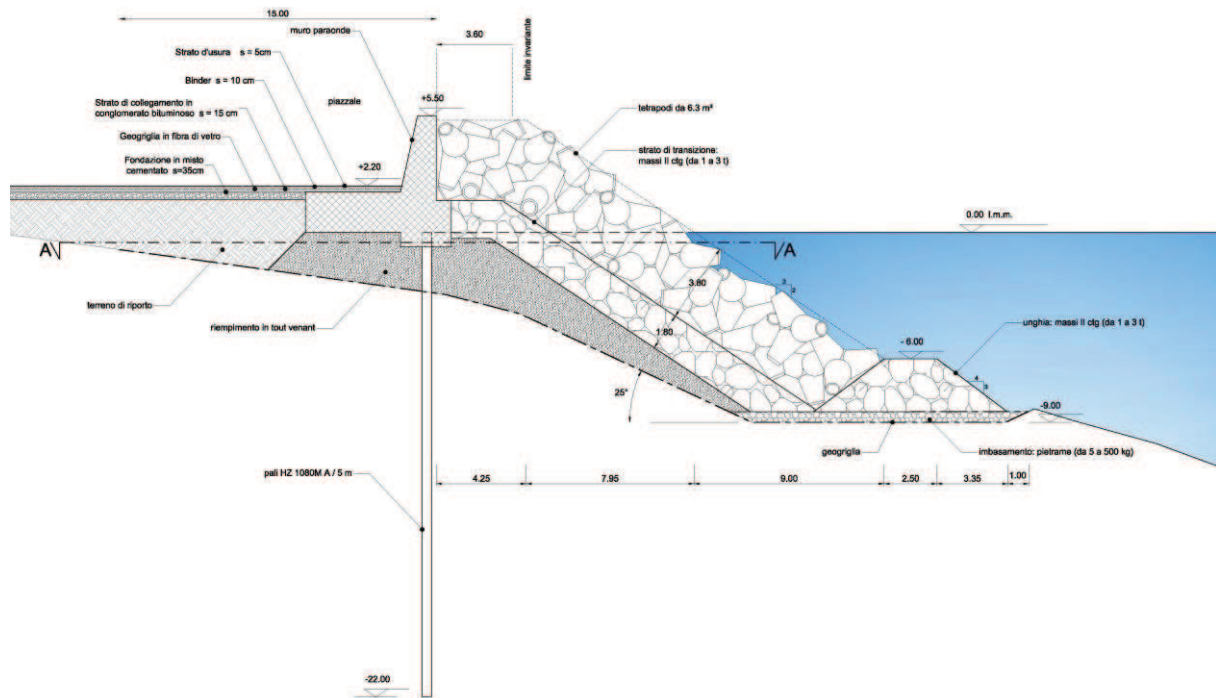 15.00
muro paraonde
3.60
limite invariante
Strato d'usura s = 5cm
Binder s = 10 cm
piazzale
+5.50
Strato di collegamento in
conglomerato bituminoso s = 15 cm
Geogriglia in fibra di vetro
Fondazione in misto
cementato s=35cm
+2.20
tetrapodi da 6.3 m³
strato di transizione:
massi II ctg (da 1 a 3 t)
0.00 l.m.m.
A
A
terreno di riporto
riempimento in tout venant
3.80
3
2
1.80
25°
- 6.00
unghia: massi II ctg (da 1 a 3 t)
4
3
-9.00
geogriglia
imbasamento: pietrame (da 5 a 500 kg)
pali HZ 1080M A / 5 m
4.25
7.95
9.00
2.50
3.35
1.00
-22.00